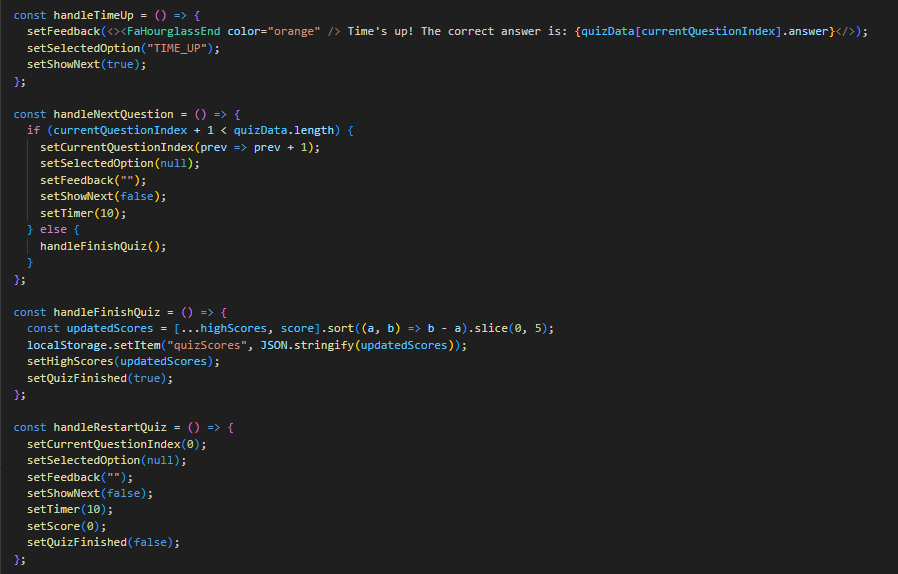 const handleTimeUp = () => {
  setFeedback(<><FaHourglassEnd color="orange" /> Time's up! The correct answer is: {quizData[currentQuestionIndex].answer}</>);
  setSelectedOption("TIME_UP");
  setShowNext(true);
};

const handleNextQuestion = () => {
  if (currentQuestionIndex + 1 < quizData.length) {
    setCurrentQuestionIndex(prev => prev + 1);
    setSelectedOption(null);
    setFeedback("");
    setShowNext(false);
    setTimer(10);
  } else {
    handleFinishQuiz();
  }
};

const handleFinishQuiz = () => {
  const updatedScores = [...highScores, score].sort((a, b) => b - a).slice(0, 5);
  localStorage.setItem("quizScores", JSON.stringify(updatedScores));
  setHighScores(updatedScores);
  setQuizFinished(true);
};

const handleRestartQuiz = () => {
  setCurrentQuestionIndex(0);
  setSelectedOption(null);
  setFeedback("");
  setShowNext(false);
  setTimer(10);
  setScore(0);
  setQuizFinished(false);
};